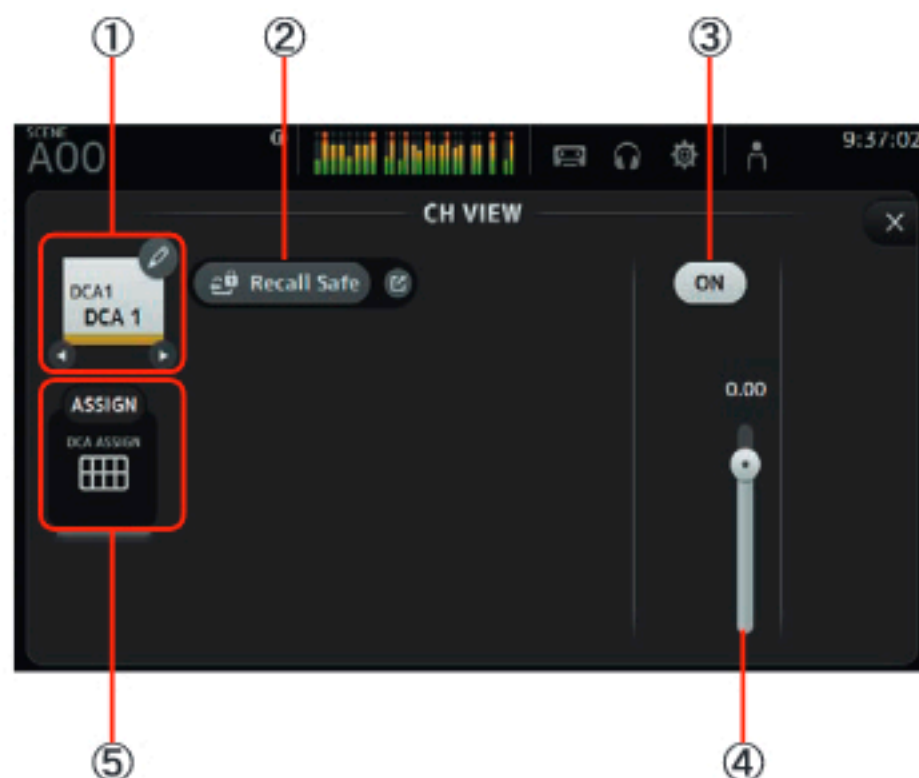 ① ② ③
SCENE
A00
9:37:02
CH VIEW
DCA1
DCA 1
Recall Safe
ON
0.00
ASSIGN
DCA ASSIGN
⑤ ④